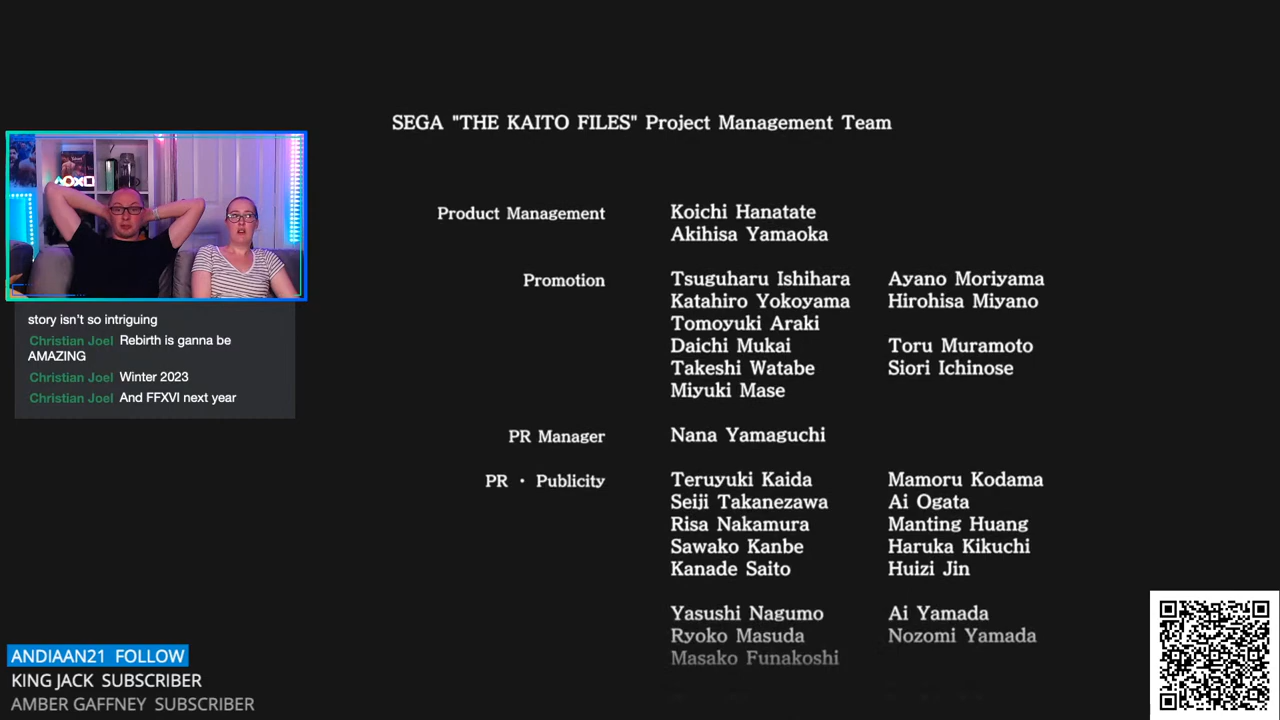 SEGA "THE KAITO FILES" Project Management Team
Product Management Koichi Hanatate
Akihisa Yamaoka
Promotion Tsuguharu Ishihara Ayano Moriyama
Katahiro Yokoyama Hirohisa Miyano
Tomoyuki Araki
Daichi Mukai Toru Muramoto
Takeshi Watabe Siori Ichinose
Miyuki Mase
PR Manager Nana Yamaguchi
PR・Publicity Teruyuki Kaida Mamoru Kodama
Seiji Takanezawa Ai Ogata
Risa Nakamura Manting Huang
Sawako Kanbe Haruka Kikuchi
Kanade Saito Huizi Jin
Yasushi Nagumo Ai Yamada
Ryoko Masuda Nozomi Yamada
Masako Funakoshi
story isn't so intriguing
Christian Joel Rebirth is ganna be
AMAZING
Christian Joel Winter 2023
Christian Joel And FFXVI next year
ANDIAAN21 FOLLOW
KING JACK SUBSCRIBER
AMBER GAFFNEY SUBSCRIBER